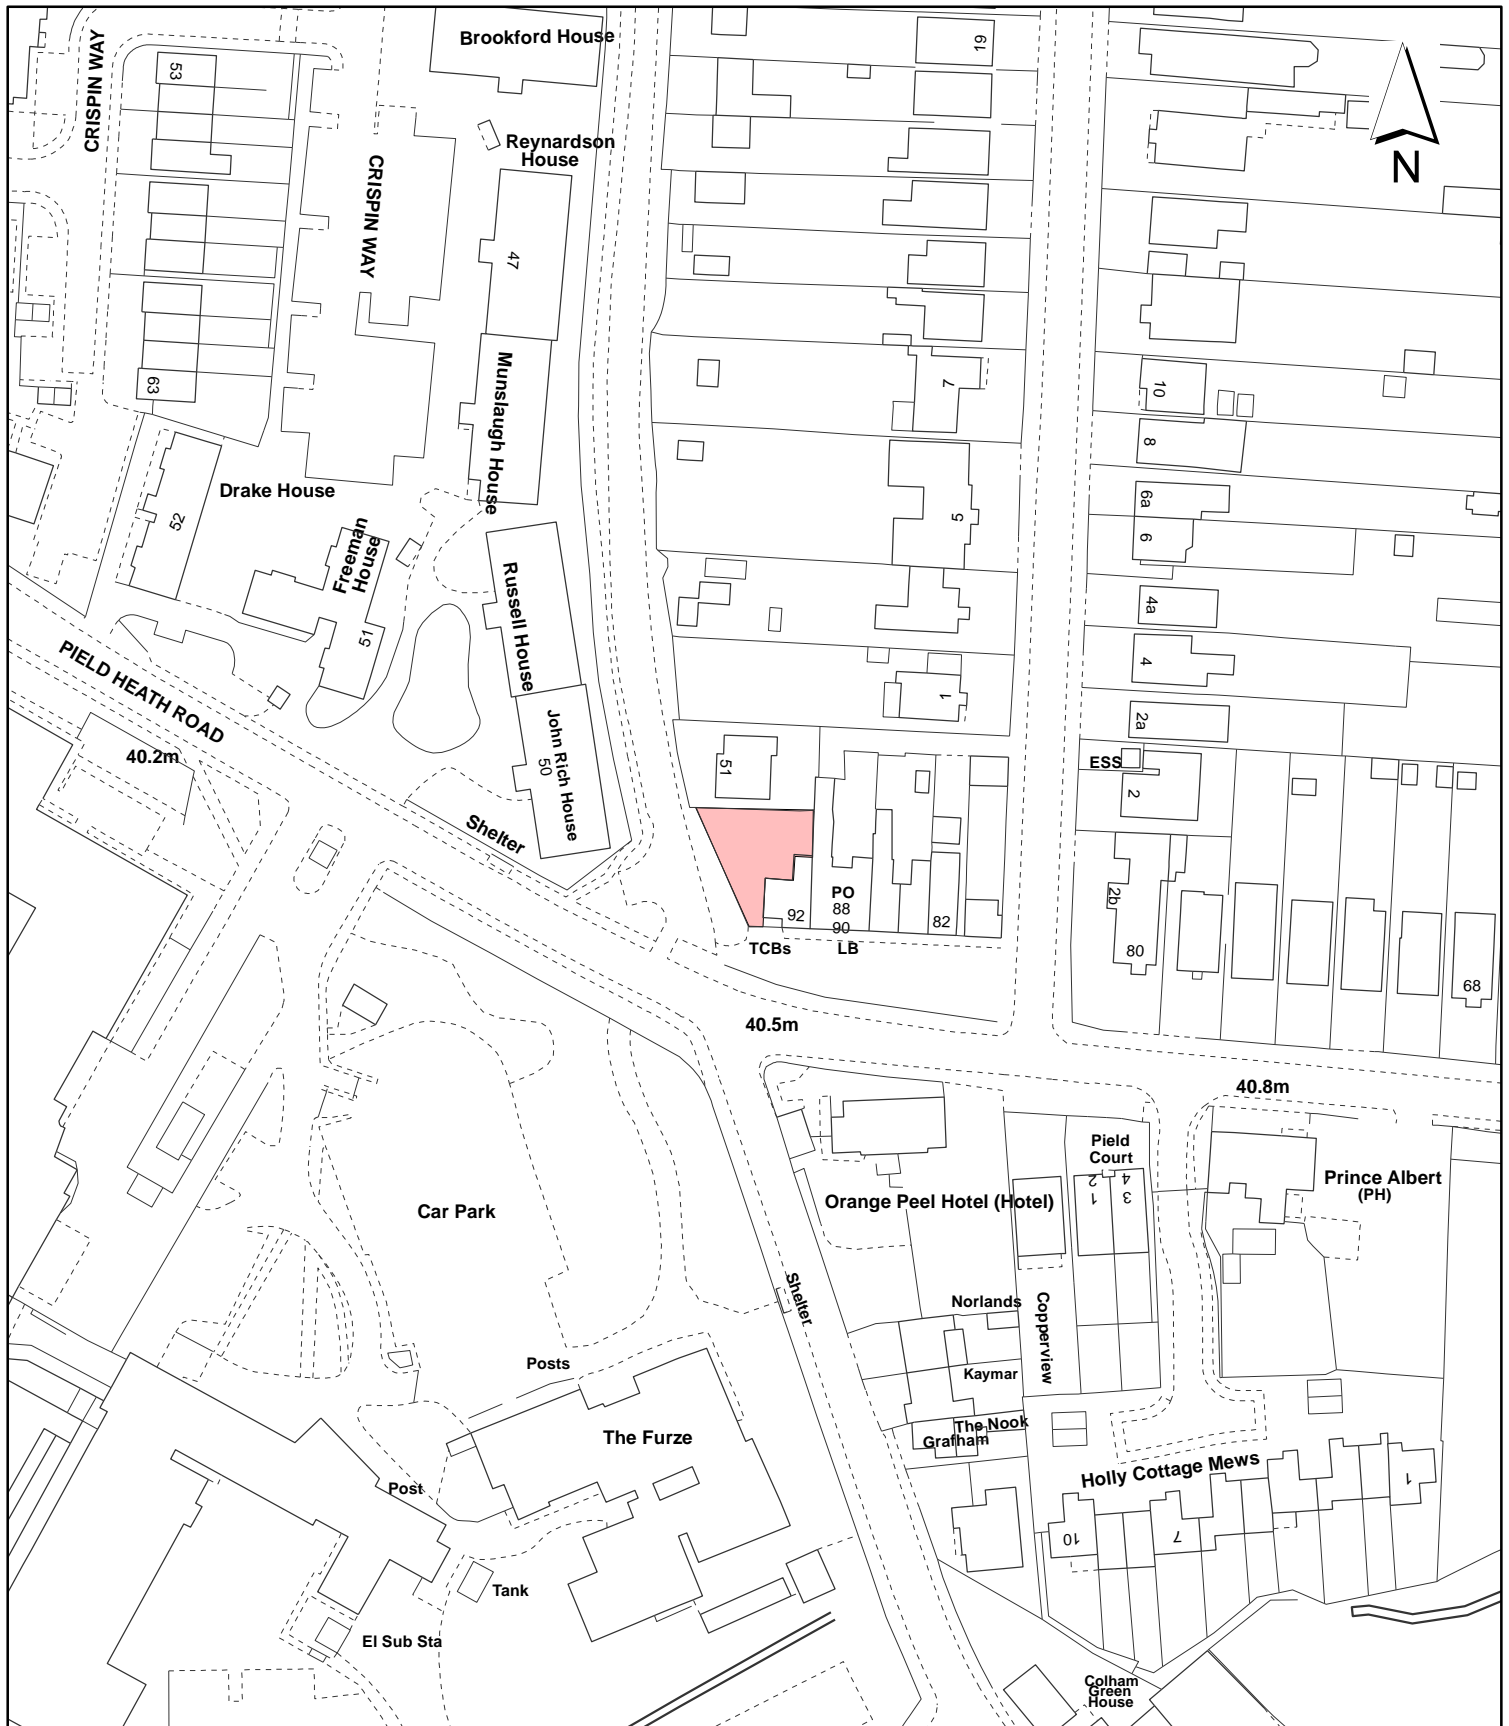 Brookford House
19
CRISPIN WAY
53
N
Reynardson
House
CRISPIN WAY
47
63
Munslaugh House
7
10
8
Drake House
6a
5
52
6
Freeman
House
Russell House
4a
51
PIELD HEATH ROAD
4
1
2a
John Rich House
50
40.2m
51
ESS
2
Shelter
PO
88
90
92
82
2b
80
TCBs
LB
68
40.5m
40.8m
Pield
Court
2
4
1
3
Prince Albert
(PH)
Orange Peel Hotel (Hotel)
Car Park
Shelter
Norlands
Copperview
Posts
Kaymar
The Nook
Grafham
The Furze
Holly Cottage Mews
1
Post
10
7
Tank
El Sub Sta
Colham
Green
House